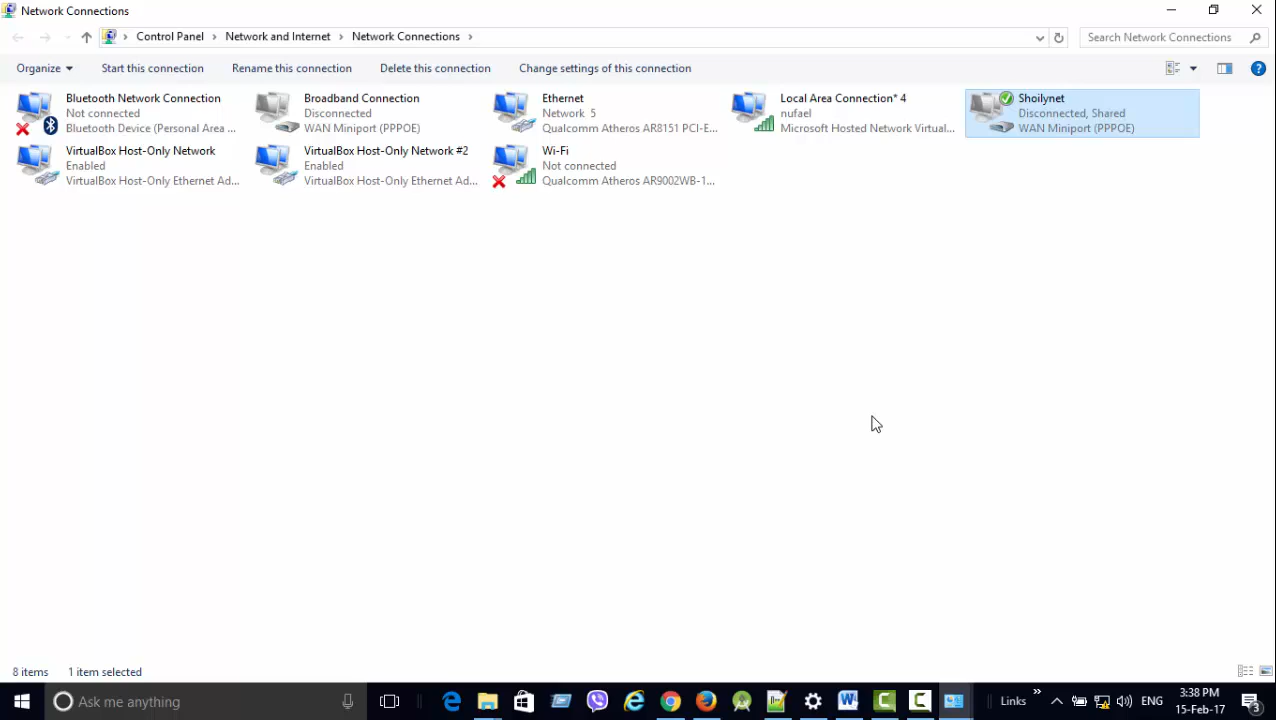 Network Connections
Control Panel > Network and Internet > Network Connections >
Search Network Connections
Organize
Start this connection
Rename this connection
Delete this connection
Change settings of this connection
Bluetooth Network Connection
Not connected
Bluetooth Device (Personal Area ...
Broadband Connection
Disconnected
WAN Miniport (PPPOE)
Ethernet
Network 5
Qualcomm Atheros AR8151 PCI-E...
Local Area Connection* 4
nufael
Microsoft Hosted Network Virtual...
Shoilynet
Disconnected, Shared
WAN Miniport (PPPOE)
VirtualBox Host-Only Network
Enabled
VirtualBox Host-Only Ethernet Ad...
VirtualBox Host-Only Network #2
Enabled
VirtualBox Host-Only Ethernet Ad...
Wi-Fi
Not connected
Qualcomm Atheros AR9002WB-1...
8 items
1 item selected
Ask me anything
Links
ENG
3:38 PM
15-Feb-17
3